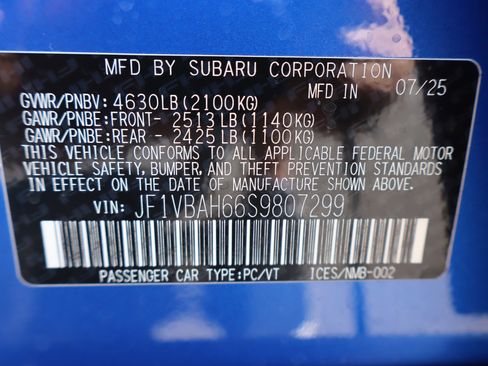 MFD BY SUBARU CORPORATION
MFD IN 07/25
GVWR/PNBV: 4630LB(2100KG)
GAWR/PNBE:FRONT- 2513LB(1140KG)
GAWR/PNBE:REAR - 2425LB(1100KG)
THIS VEHICLE CONFORMS TO ALL APPLICABLE FEDERAL MOTOR
VEHICLE SAFETY, BUMPER, AND THEFT PREVENTION STANDARDS
IN EFFECT ON THE DATE OF MANUFACTURE SHOWN ABOVE.
VIN: JF1VBAH66S9807299
PASSENGER CAR TYPE:PC/VT ICES/NMB-002